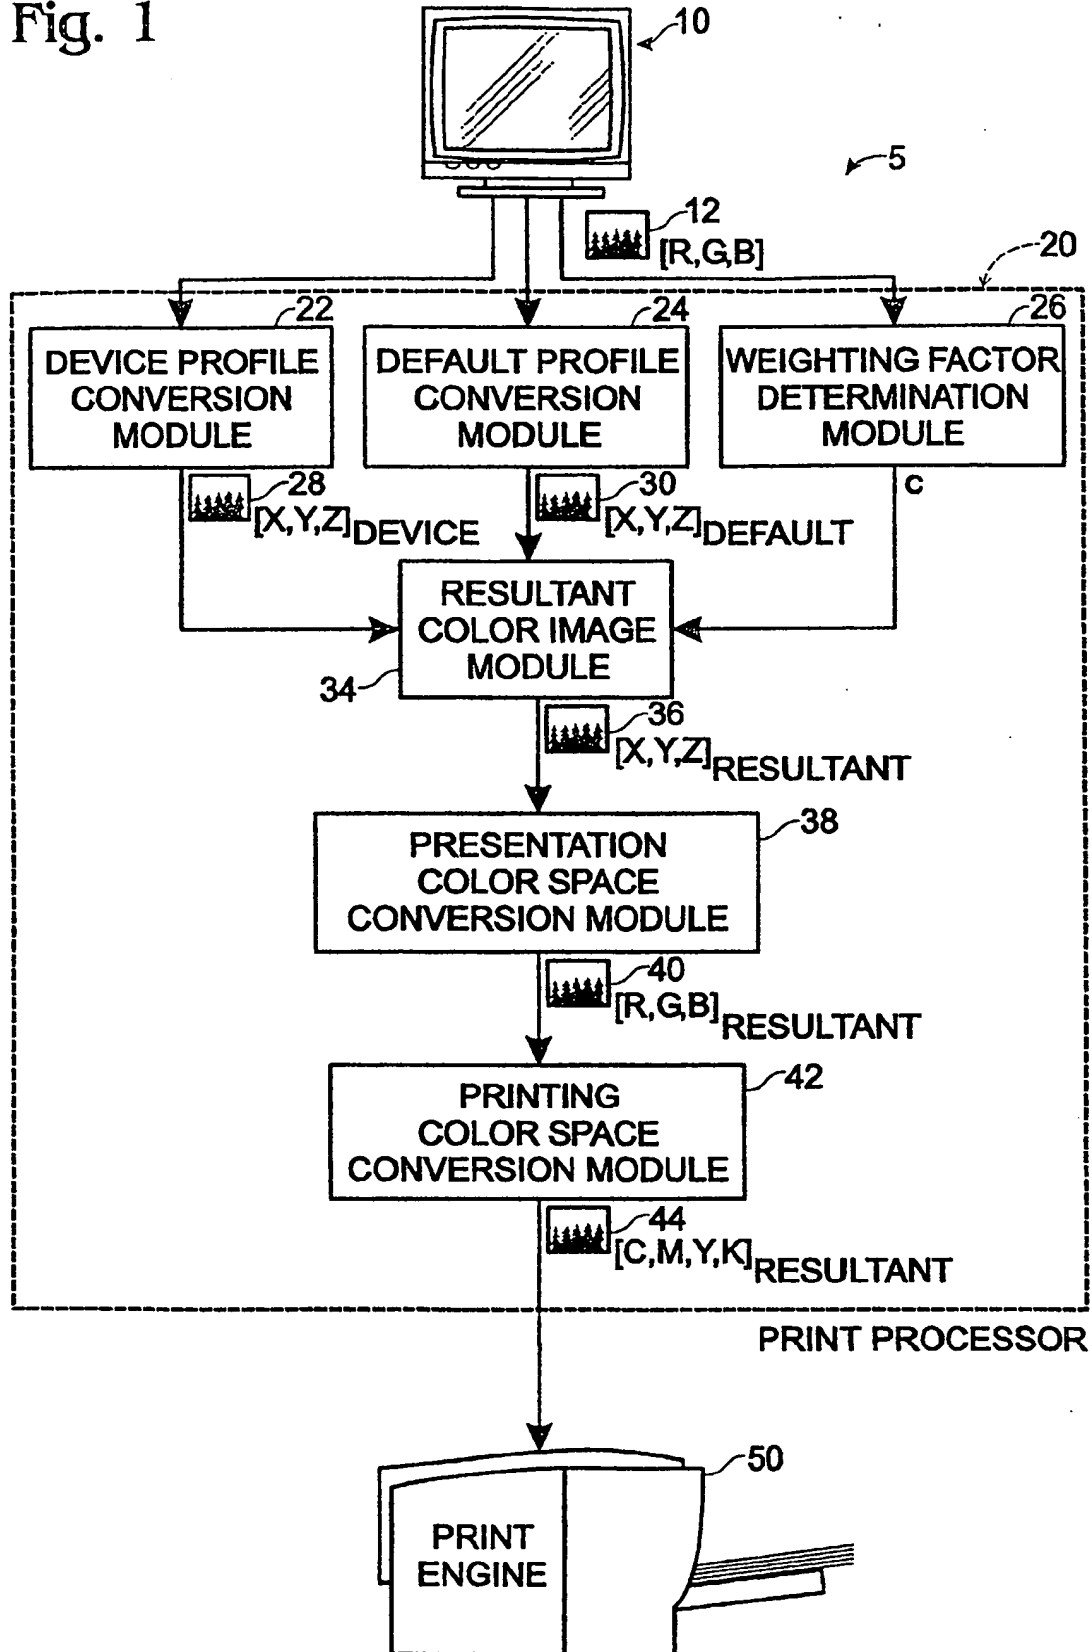 Fig. 1
10
5
12
[R,G,B]
20
22
24
26
DEVICE PROFILE
CONVERSION
MODULE
DEFAULT PROFILE
CONVERSION
MODULE
WEIGHTING FACTOR
DETERMINATION
MODULE
28
[X,Y,Z]DEVICE
30
[X,Y,Z]DEFAULT
c
RESULTANT
COLOR IMAGE
MODULE
34
36
[X,Y,Z]RESULTANT
38
PRESENTATION
COLOR SPACE
CONVERSION MODULE
40
[R,G,B]RESULTANT
42
PRINTING
COLOR SPACE
CONVERSION MODULE
44
[C,M,Y,K]RESULTANT
PRINT PROCESSOR
50
PRINT
ENGINE